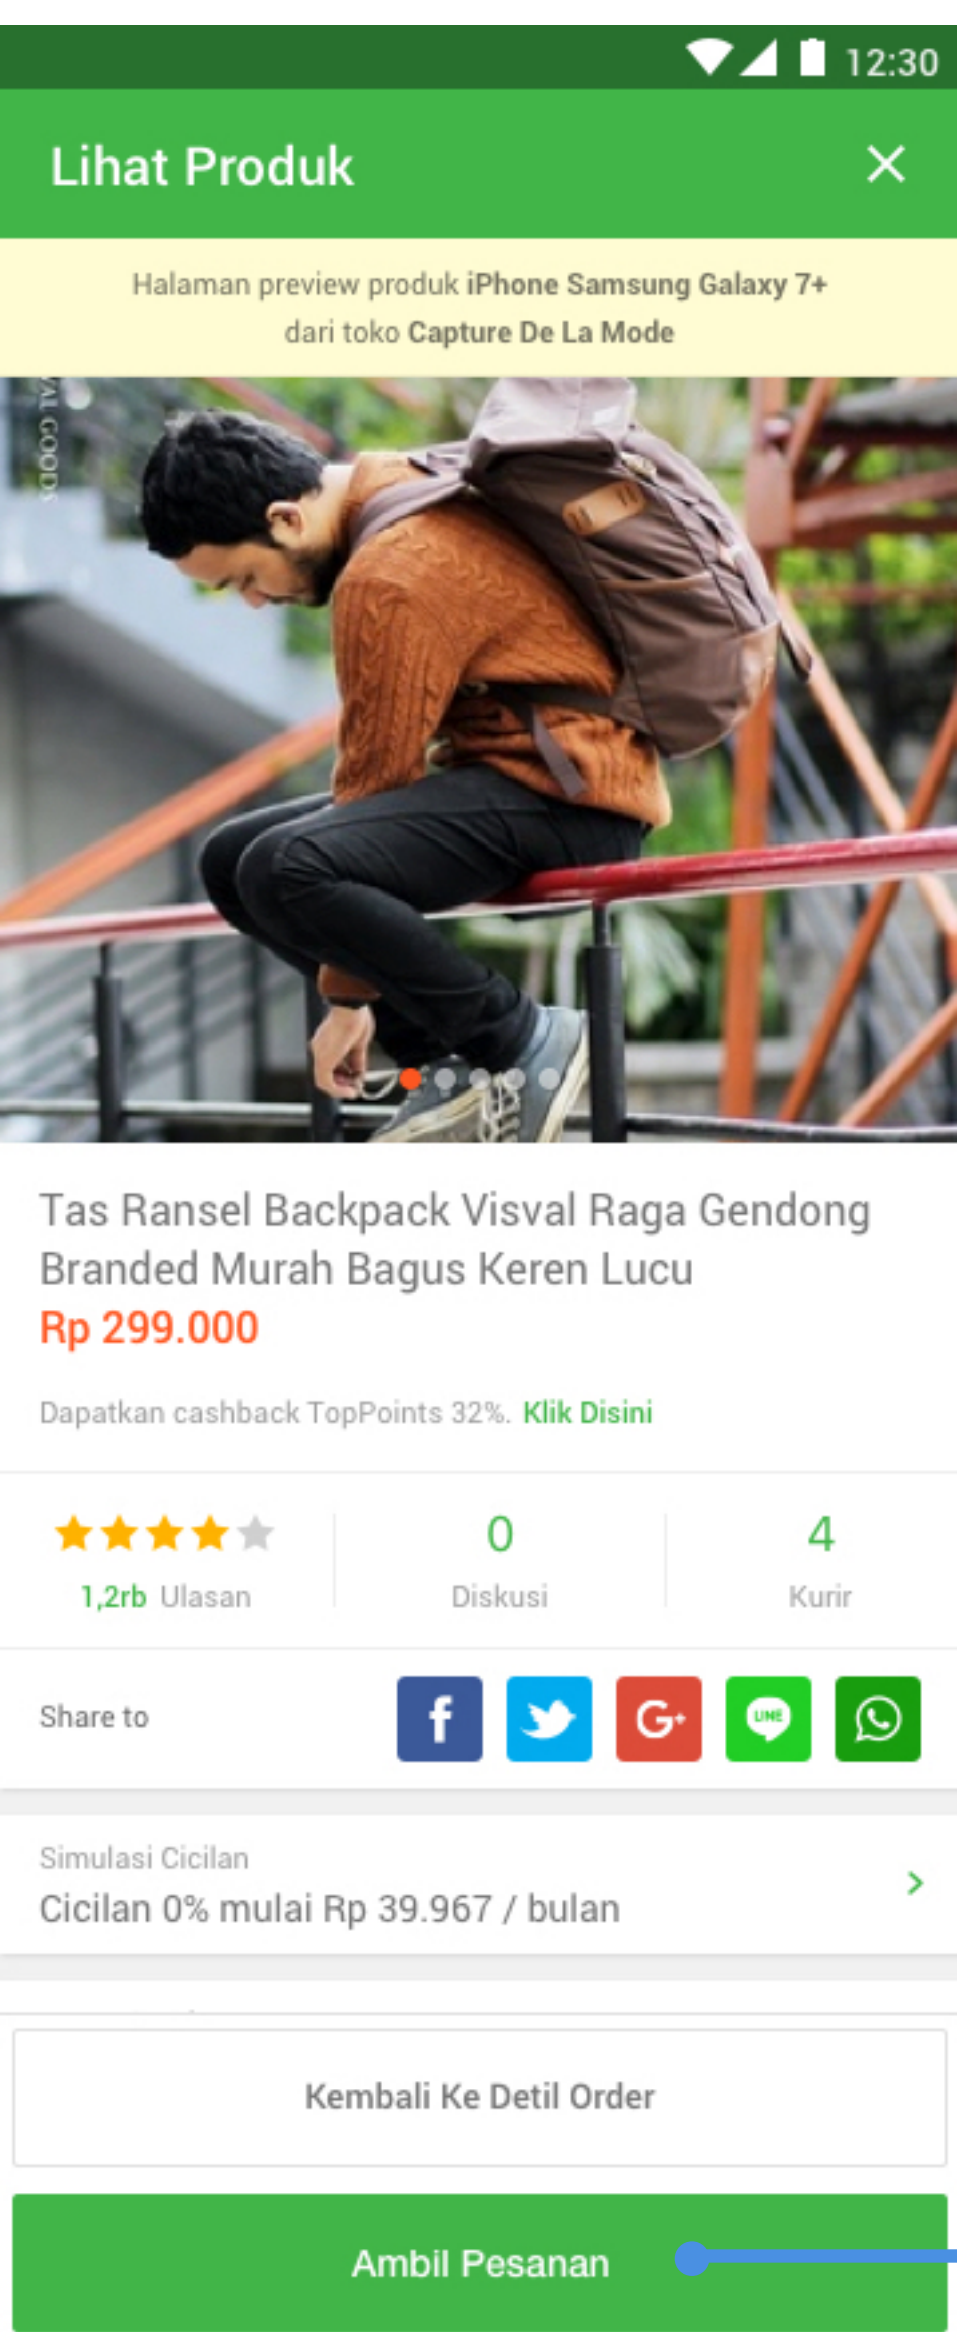 12:30
Lihat Produk
Halaman preview produk iPhone Samsung Galaxy 7+
dari toko Capture De La Mode
VAL GOODS
Tas Ransel Backpack Visval Raga Gendong
Branded Murah Bagus Keren Lucu
Rp 299.000
Dapatkan cashback TopPoints 32%. Klik Disini
1,2rb Ulasan
0
Diskusi
4
Kurir
Share to
f
G+
LINE
Simulasi Cicilan
Cicilan 0% mulai Rp 39.967 / bulan
Kembali Ke Detil Order
Ambil Pesanan